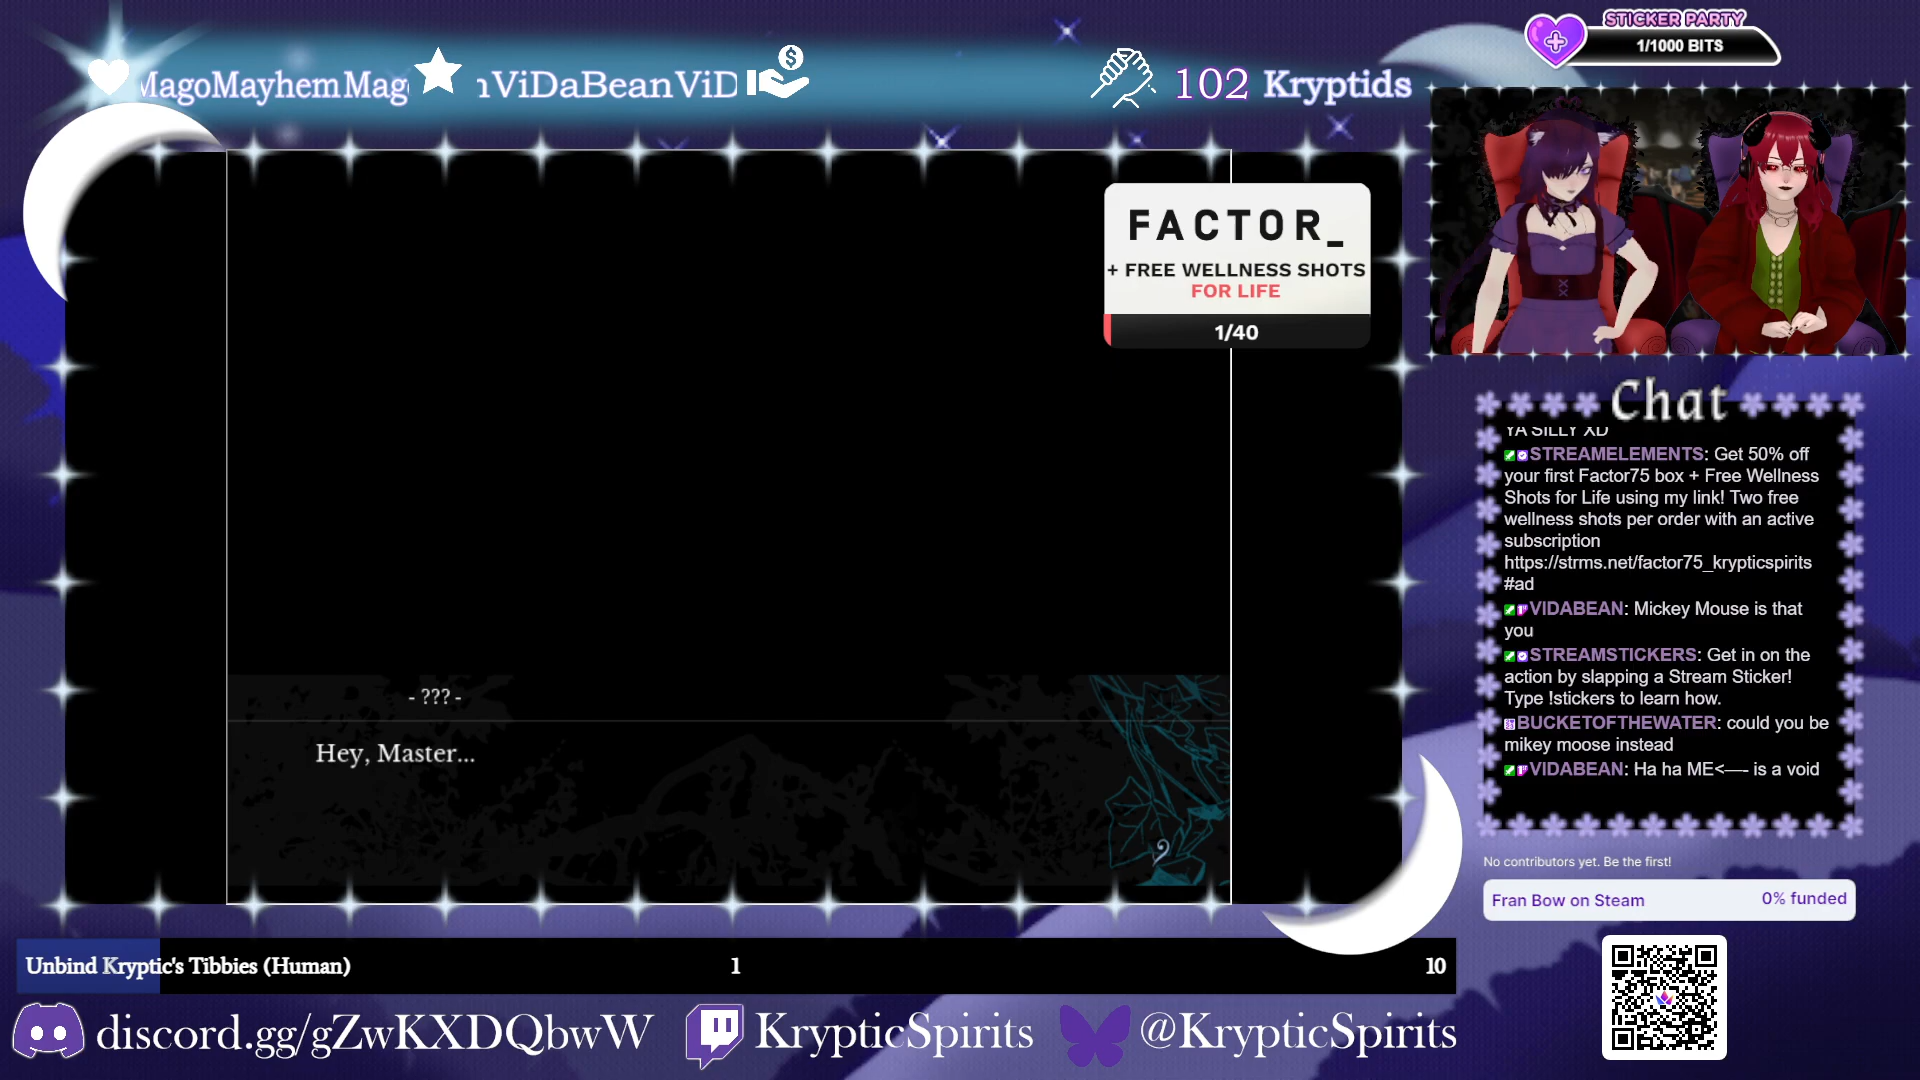 STICKER PARTY
1/1000 BITS
MagoMayhemMag
ViDaBeanViD
102 Kryptids
FACTOR_
+ FREE WELLNESS SHOTS
FOR LIFE
1/40
Chat
YA SILLY XD
STREAMELEMENTS: Get 50% off
your first Factor75 box + Free Wellness
Shots for Life using my link! Two free
wellness shots per order with an active
subscription
https://strms.net/factor75_krypticspirits
#ad
VIDABEAN: Mickey Mouse is that
you
STREAMSTICKERS: Get in on the
action by slapping a Stream Sticker!
Type !stickers to learn how.
BUCKETOFTHEWATER: could you be
mikey moose instead
VIDABEAN: Ha ha ME<—- is a void
- ??? -
Hey, Master...
No contributors yet. Be the first!
Fran Bow on Steam 0% funded
Unbind Kryptic's Tibbies (Human) 1 10
discord.gg/gZwKXDQbwW KrypticSpirits @KrypticSpirits